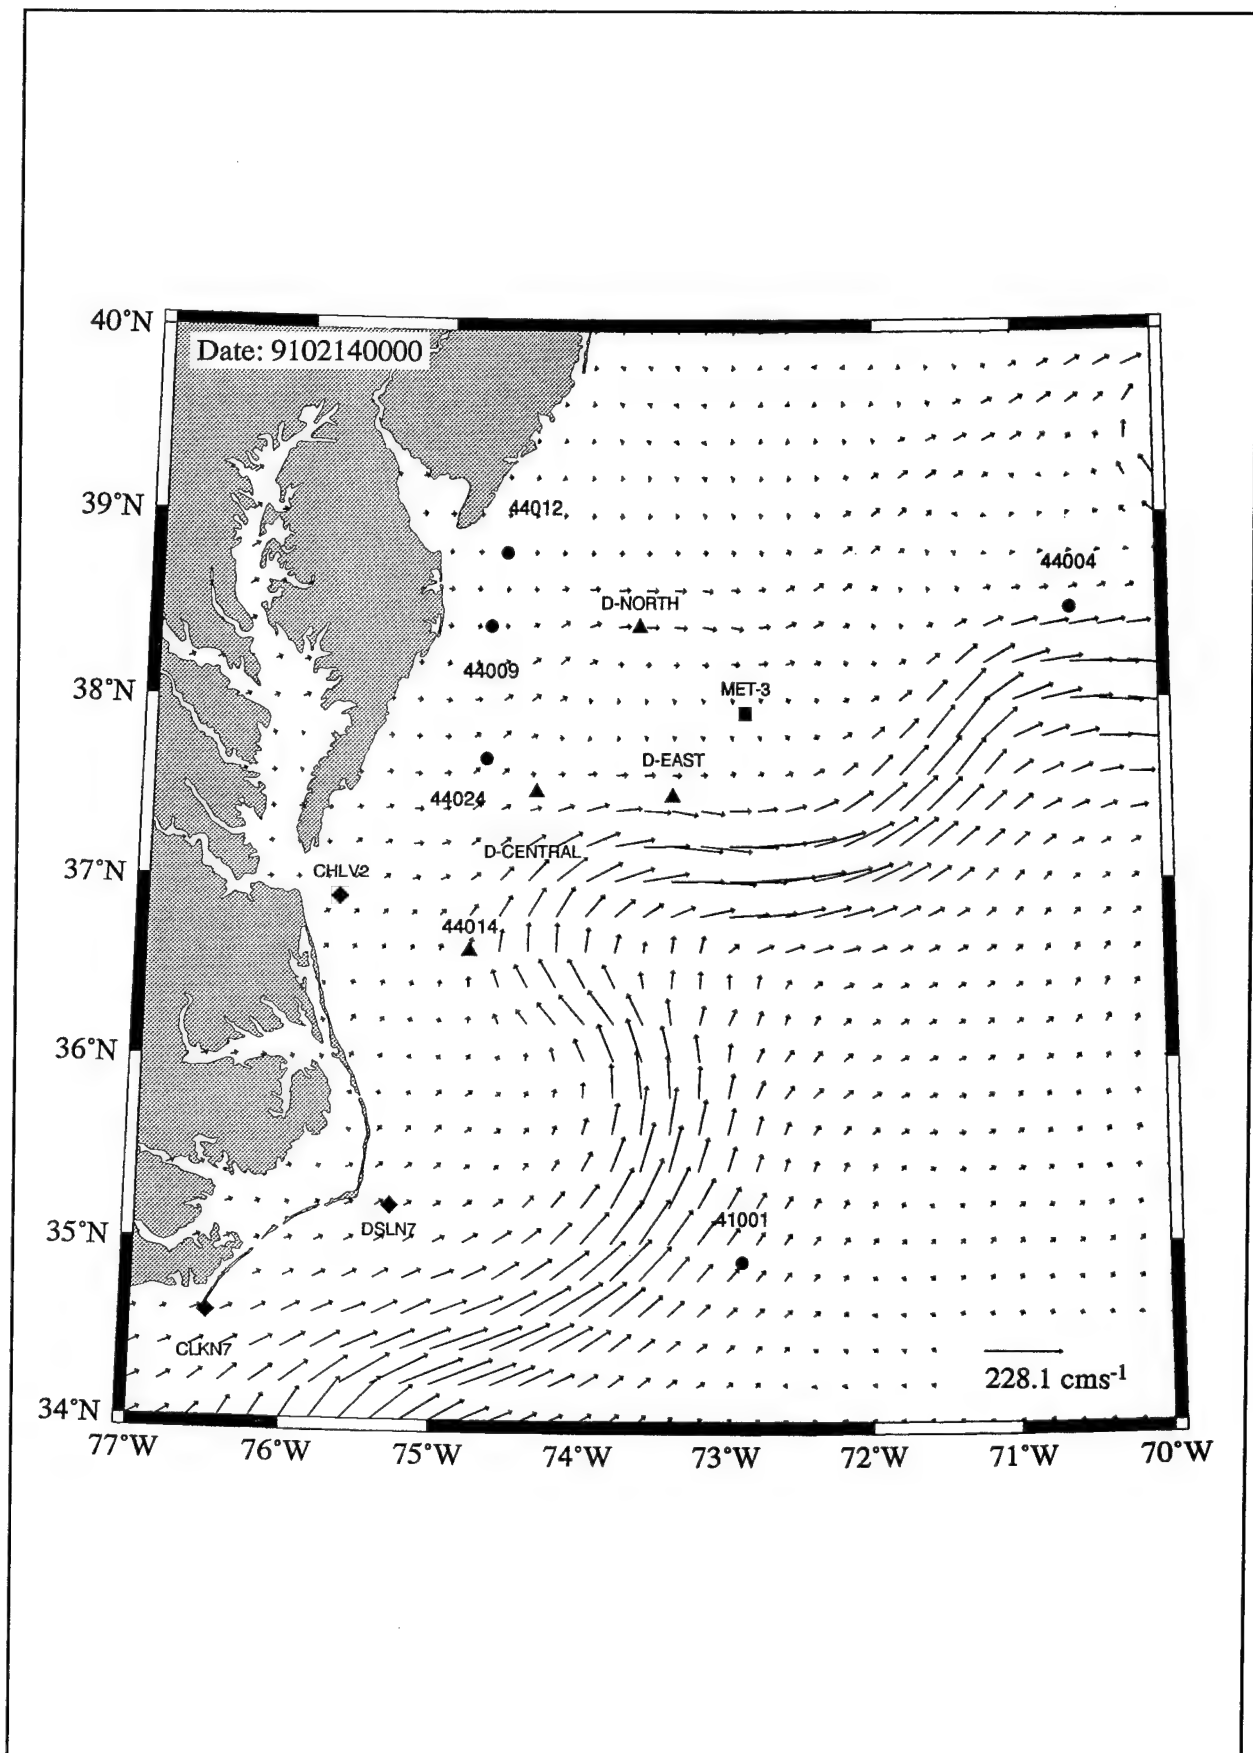 40°N
Date: 9102140000
39°N
44012
44004
D-NORTH
44009
38°N
MET-3
D-EAST
44024
D-CENTRAL
37°N
CHLV2
44014
36°N
41001
35°N
DSLN7
CLKN7
228.1 cms-1
34°N
77°W 76°W 75°W 74°W 73°W 72°W 71°W 70°W